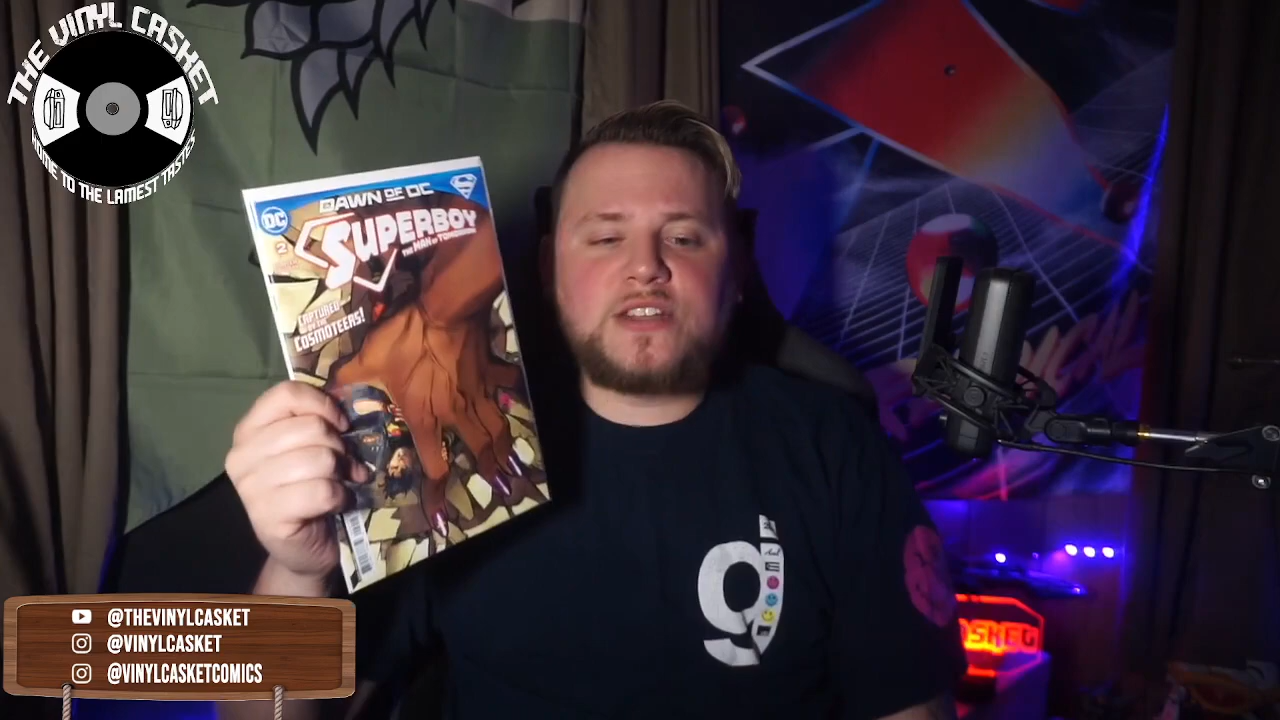 THE VINYL CASKET
HOME TO THE LAMEST TASTES
DAWN OF DC
DC
SUPERBOY
THE MAN OF TOMORROW
2
CAPTURED
BY THE
COSMOTEERS!
g
@THEVINYLCASKET
@VINYLCASKET
@VINYLCASKETCOMICS